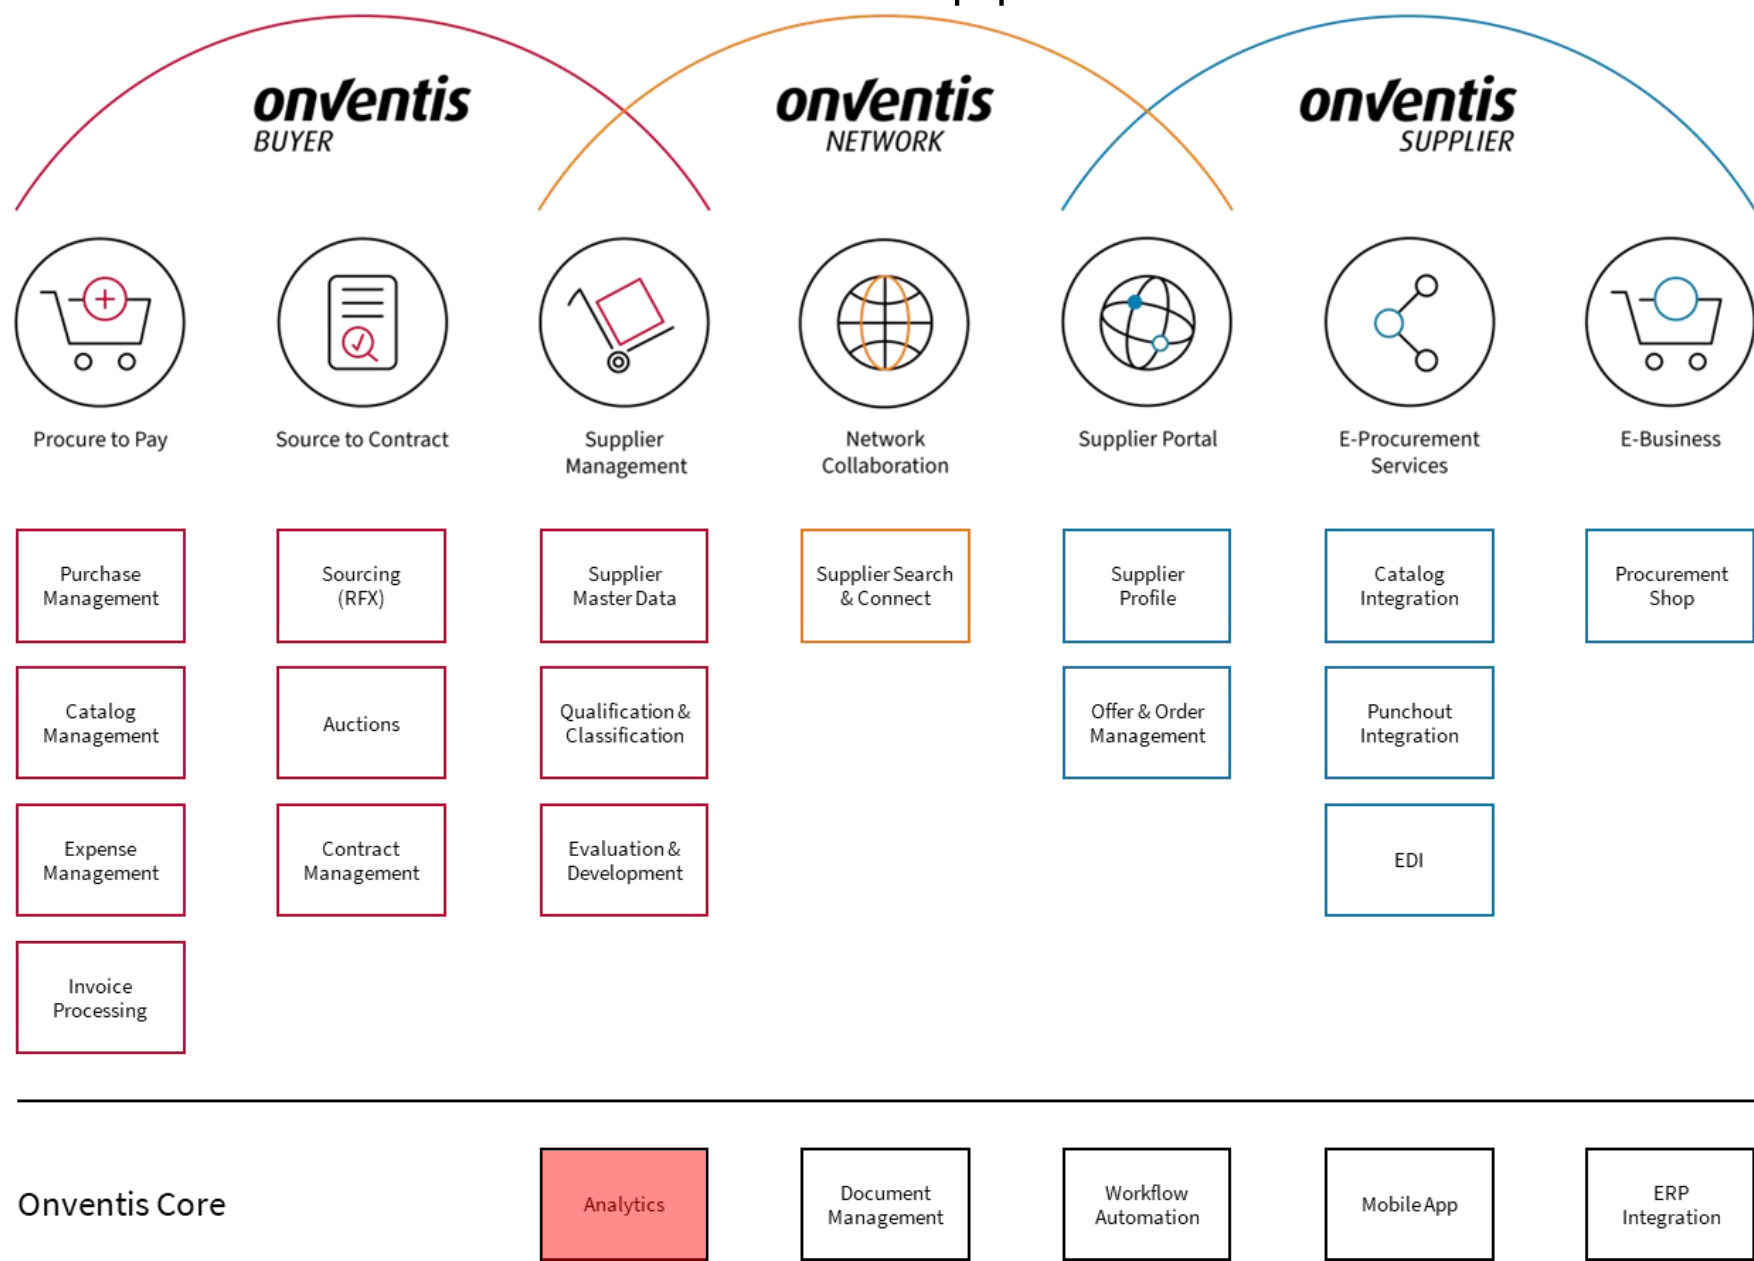 onventis
BUYER
onventis
NETWORK
onventis
SUPPLIER
Procure to Pay
Source to Contract
Supplier
Management
Network
Collaboration
Supplier Portal
E-Procurement
Services
E-Business
Purchase
Management
Sourcing
(RFX)
Supplier
Master Data
Supplier Search
& Connect
Supplier
Profile
Catalog
Integration
Procurement
Shop
Catalog
Management
Auctions
Qualification &
Classification
Offer & Order
Management
Punchout
Integration
Expense
Management
Contract
Management
Evaluation &
Development
EDI
Invoice
Processing
Onventis Core
Analytics
Document
Management
Workflow
Automation
Mobile App
ERP
Integration